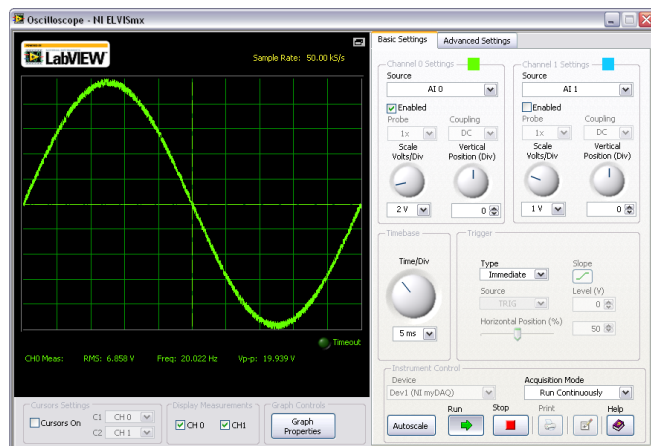 Oscilloscope - NI ELVISmx
LabVIEW
Sample Rate: 50.00 kS/s
Timeout
CH0 Meas: RMS: 6.858 V Freq: 20.022 Hz Vp-p: 19.939 V
Cursors Settings
Cursors On
C1 CH 0
C2 CH 1
Display Measurements
CH 0 CH1
Graph Controls
Graph Properties
Basic Settings Advanced Settings
Channel 0 Settings
Source
AI 0
Enabled
Probe Coupling
1x DC
Scale Volts/Div
Vertical Position (Div)
2 V 0
Channel 1 Settings
Source
AI 1
Enabled
Probe Coupling
1x DC
Scale Volts/Div
Vertical Position (Div)
1 V 0
Timebase
Time/Div
5 ms
Trigger
Type
Immediate
Slope
Source
TRIG
Level (V)
0
Horizontal Position (%)
50
Instrument Control
Device
Dev1 (NI myDAQ)
Acquisition Mode
Run Continuously
Run Stop Print Log Help
Autoscale